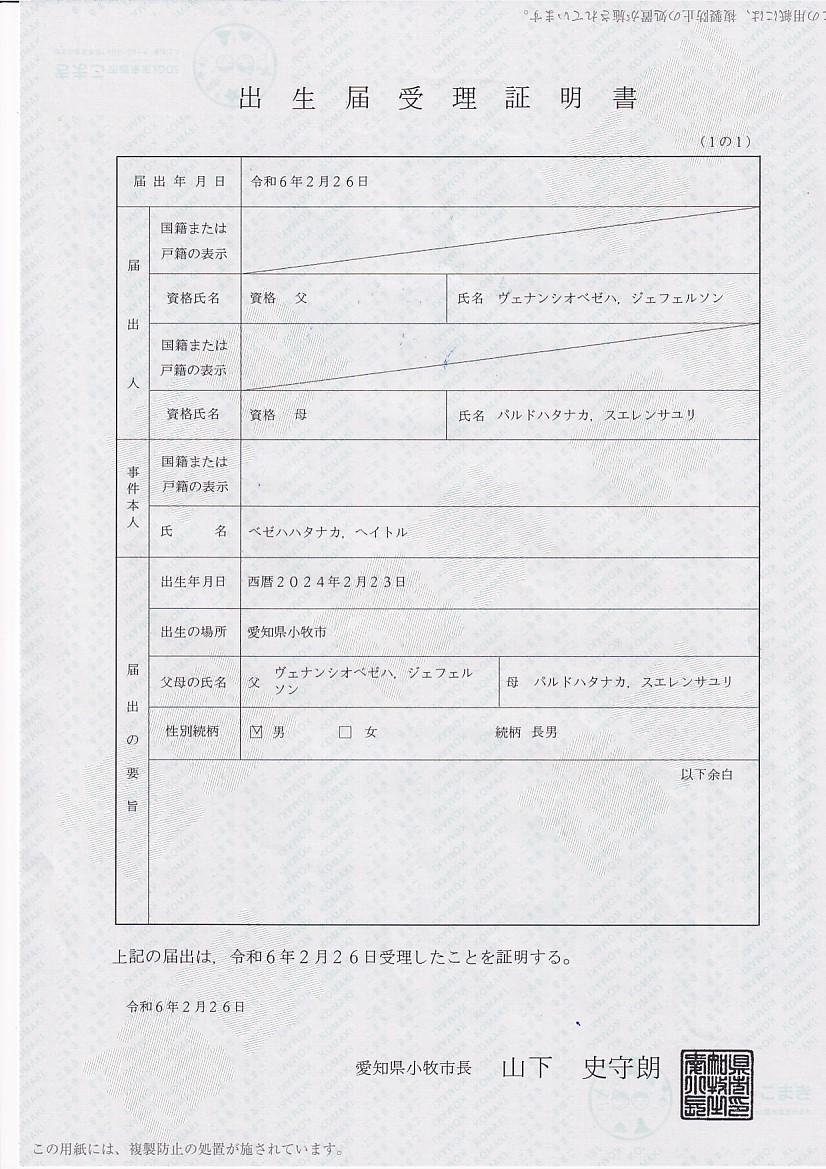 この用紙には、複製防止の処置が施されています。
こまき
出生届受理証明書
(1の1)
届出年月日 令和6年2月26日
届出人
国籍または
戸籍の表示
資格氏名 資格 父 氏名 ヴェナンシオベゼハ，ジェフェルソン
国籍または
戸籍の表示
資格氏名 資格 母 氏名 パルドハタナカ，スエレンサユリ
事件本人
国籍または
戸籍の表示
氏名 ベゼハハタナカ，ヘイトル
届出の要旨
出生年月日 西暦2024年2月23日
出生の場所 愛知県小牧市
父母の氏名 父 ヴェナンシオベゼハ，ジェフェル
ソン
母 パルドハタナカ，スエレンサユリ
性別続柄 ☑ 男 □ 女 続柄 長男
以下余白
上記の届出は，令和6年2月26日受理したことを証明する。
令和6年2月26日
愛知県小牧市長 山下 史守朗
こまき
この用紙には、複製防止の処置が施されています。